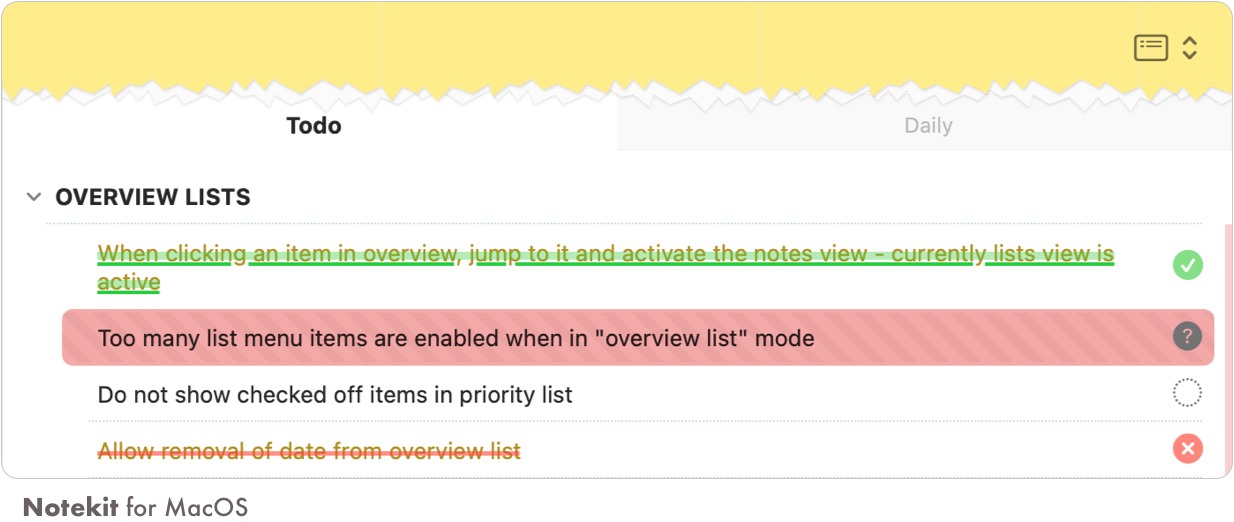 Todo
Daily
OVERVIEW LISTS
When clicking an item in overview, jump to it and activate the notes view - currently lists view is
active
Too many list menu items are enabled when in "overview list" mode
?
Do not show checked off items in priority list
Allow removal of date from overview list
Notekit for MacOS